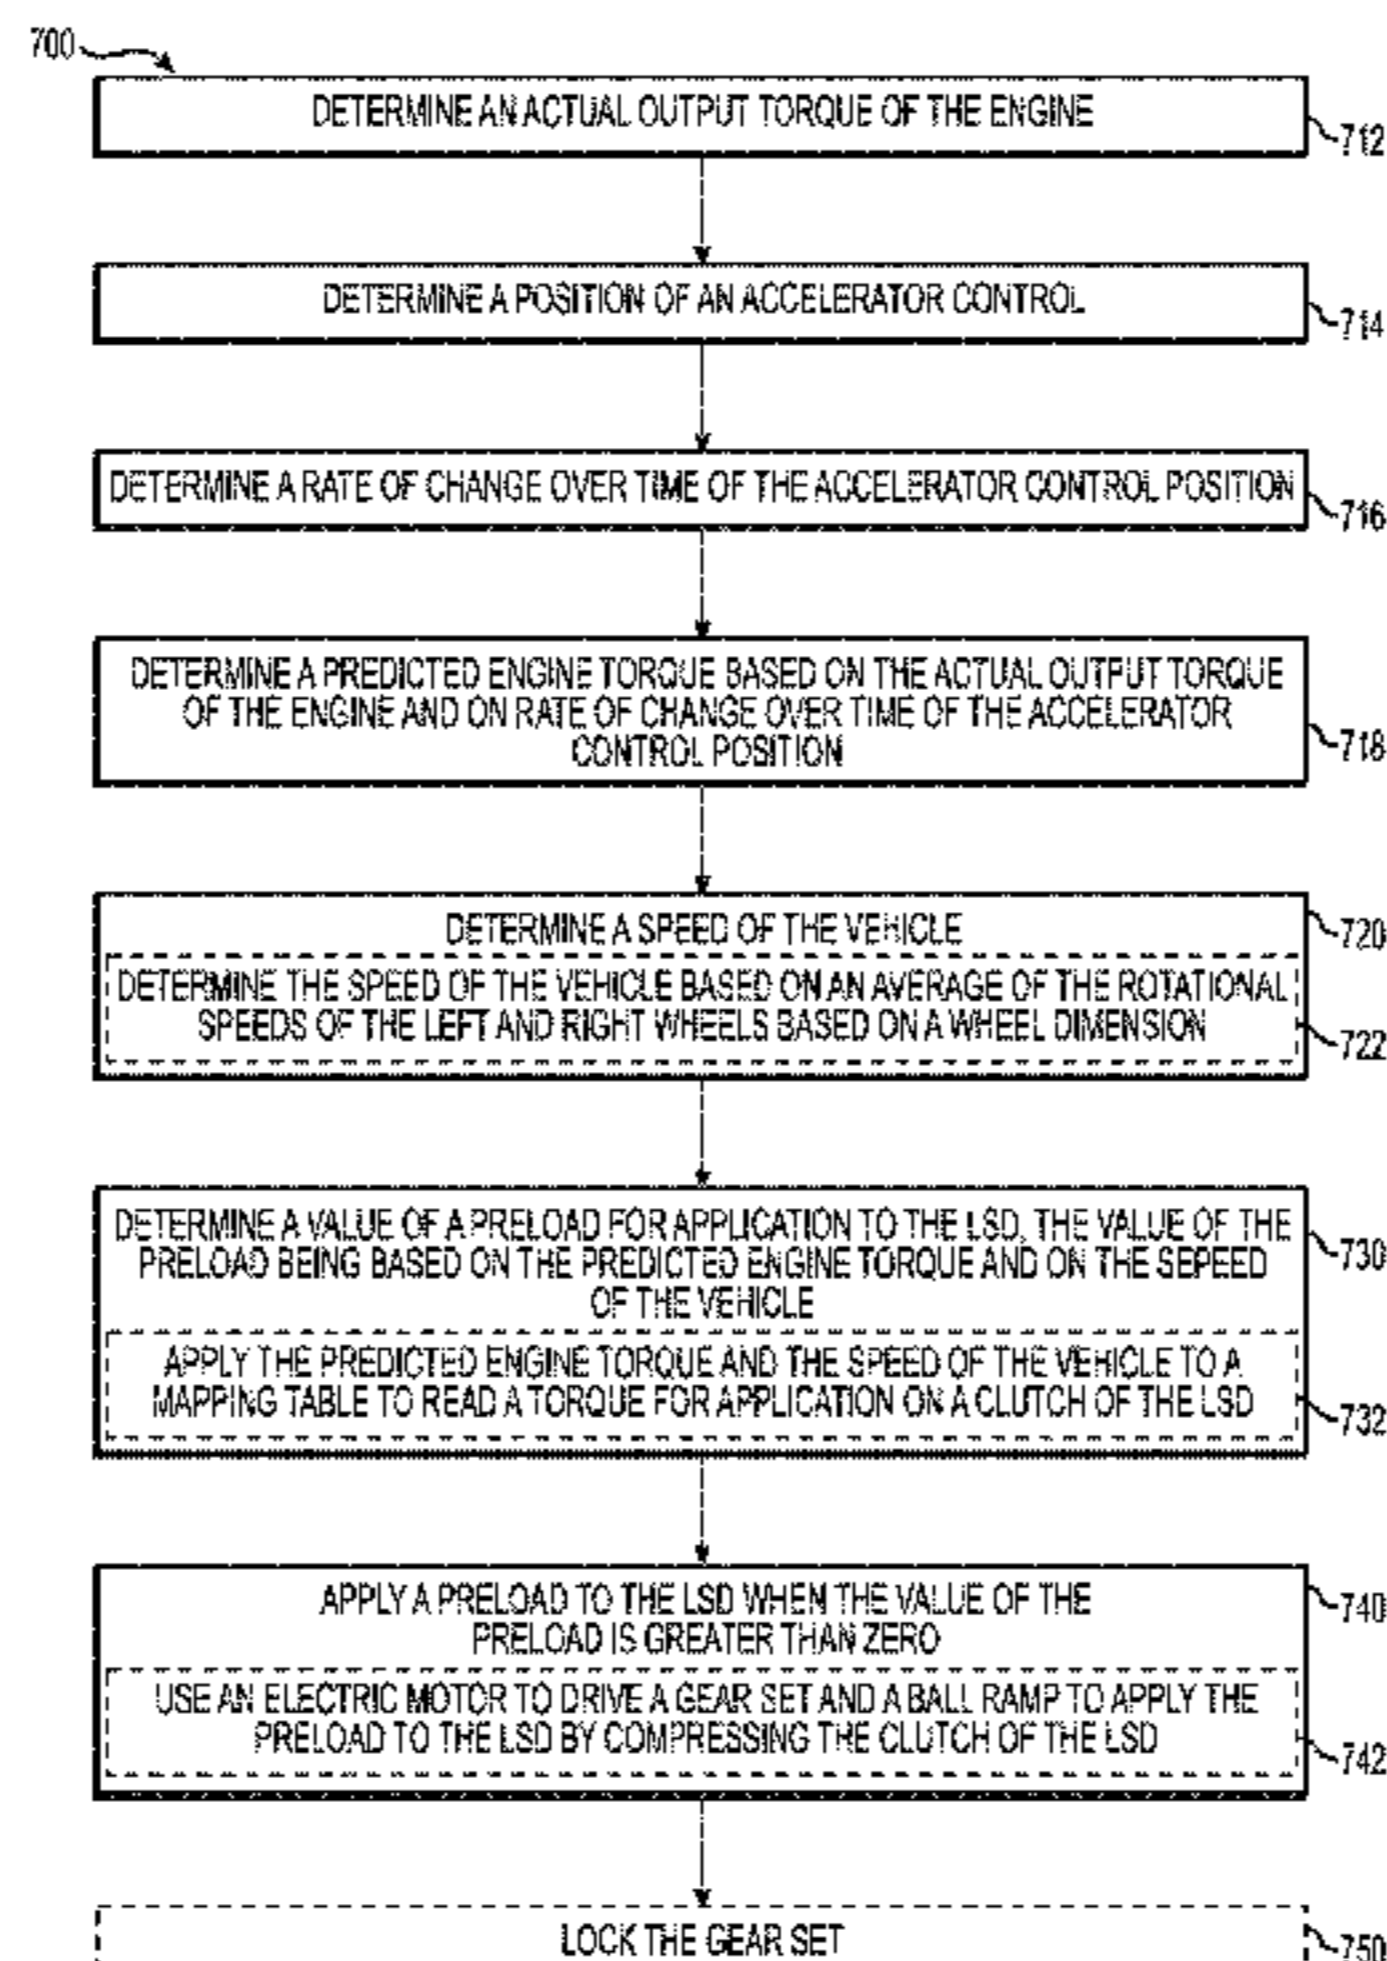 700
DETERMINE AN ACTUAL OUTPUT TORQUE OF THE ENGINE
712
DETERMINE A POSITION OF AN ACCELERATOR CONTROL
714
DETERMINE A RATE OF CHANGE OVER TIME OF THE ACCELERATOR CONTROL POSITION
716
DETERMINE A PREDICTED ENGINE TORQUE BASED ON THE ACTUAL OUTPUT TORQUE
OF THE ENGINE AND ON RATE OF CHANGE OVER TIME OF THE ACCELERATOR
CONTROL POSITION
718
DETERMINE A SPEED OF THE VEHICLE
720
DETERMINE THE SPEED OF THE VEHICLE BASED ON AN AVERAGE OF THE ROTATIONAL
SPEEDS OF THE LEFT AND RIGHT WHEELS BASED ON A WHEEL DIMENSION
722
DETERMINE A VALUE OF A PRELOAD FOR APPLICATION TO THE LSD, THE VALUE OF THE
PRELOAD BEING BASED ON THE PREDICTED ENGINE TORQUE AND ON THE SEPEED
OF THE VEHICLE
730
APPLY THE PREDICTED ENGINE TORQUE AND THE SPEED OF THE VEHICLE TO A
MAPPING TABLE TO READ A TORQUE FOR APPLICATION ON A CLUTCH OF THE LSD
732
APPLY A PRELOAD TO THE LSD WHEN THE VALUE OF THE
PRELOAD IS GREATER THAN ZERO
740
USE AN ELECTRIC MOTOR TO DRIVE A GEAR SET AND A BALL RAMP TO APPLY THE
PRELOAD TO THE LSD BY COMPRESSING THE CLUTCH OF THE LSD
742
LOCK THE GEAR SET
750